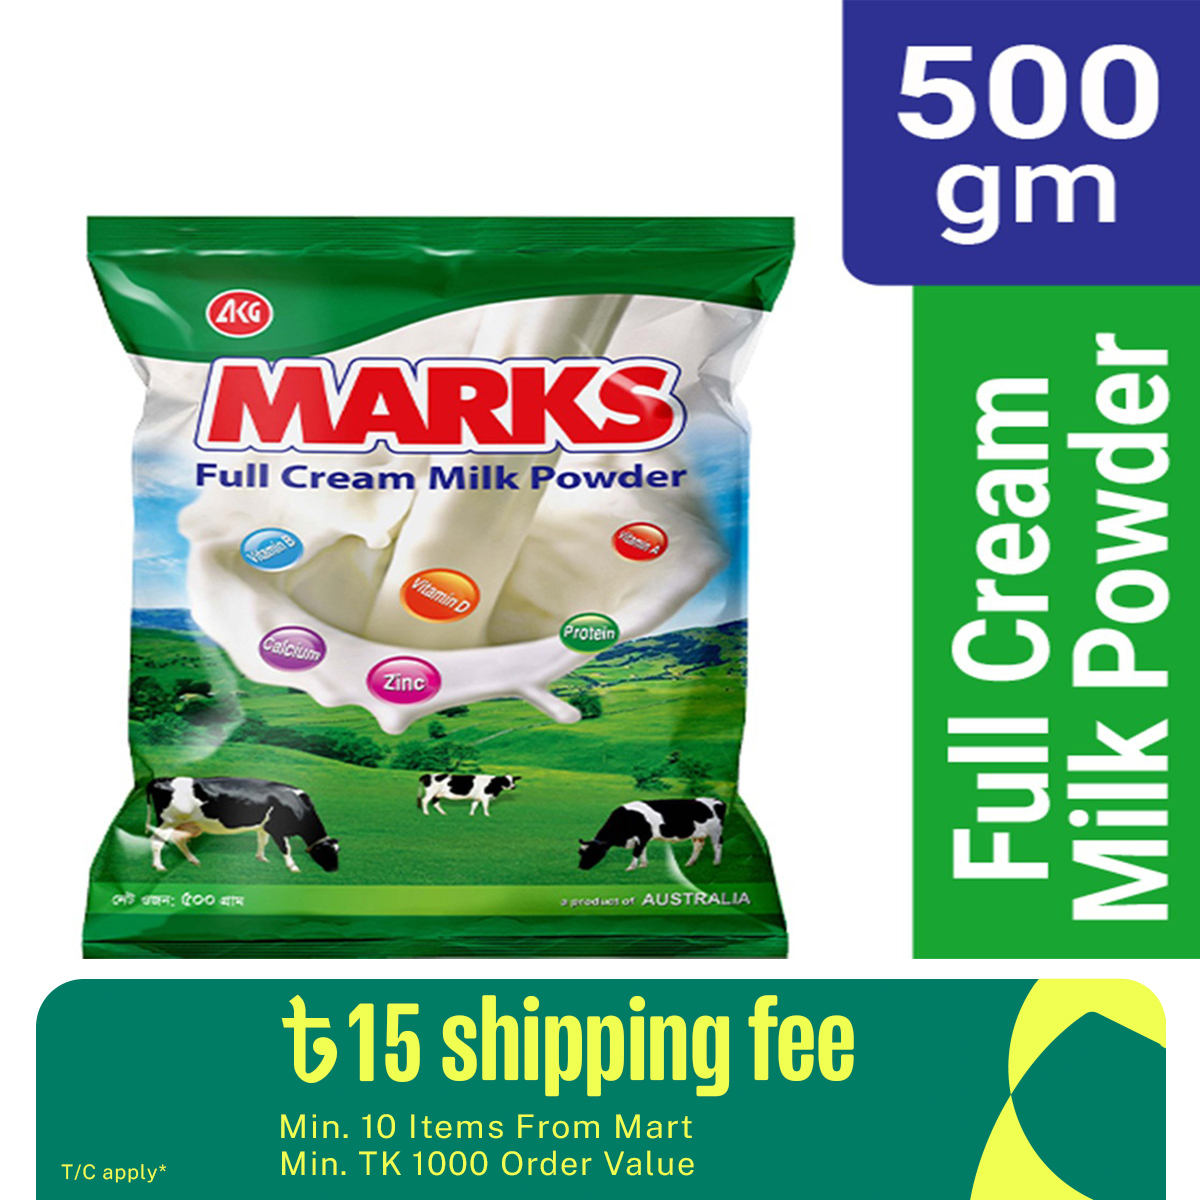 500
gm
Full Cream
Milk Powder
AKG
MARKS
Full Cream Milk Powder
Vitamin B
Vitamin A
Vitamin D
Protein
Calcium
Zinc
নেট ওজন: ৫০০ গ্রাম
a product of AUSTRALIA
৳15 shipping fee
Min. 10 Items From Mart
Min. TK 1000 Order Value
T/C apply*